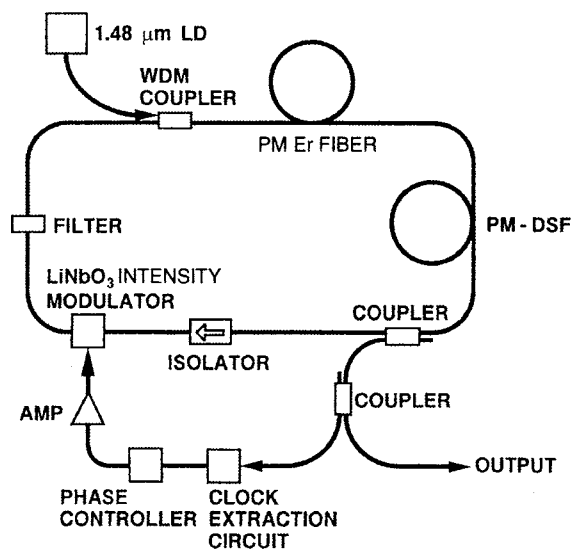 1.48 μm LD
WDM
COUPLER
PM Er FIBER
PM - DSF
FILTER
LiNbO₃ INTENSITY
MODULATOR
COUPLER
ISOLATOR
COUPLER
AMP
OUTPUT
PHASE
CONTROLLER
CLOCK
EXTRACTION
CIRCUIT